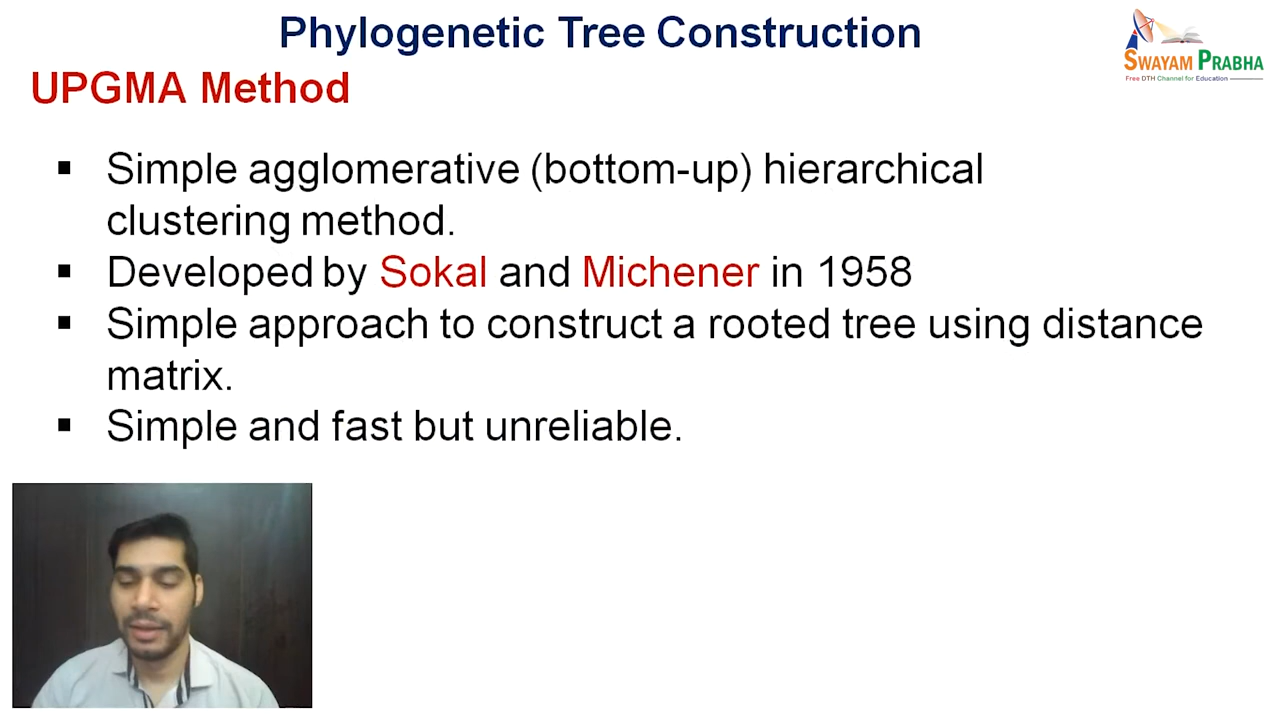 Phylogenetic Tree Construction
SWAYAM PRABHA
Free DTH Channel for Education
UPGMA Method
▪ Simple agglomerative (bottom-up) hierarchical
clustering method.
▪ Developed by Sokal and Michener in 1958
▪ Simple approach to construct a rooted tree using distance
matrix.
▪ Simple and fast but unreliable.